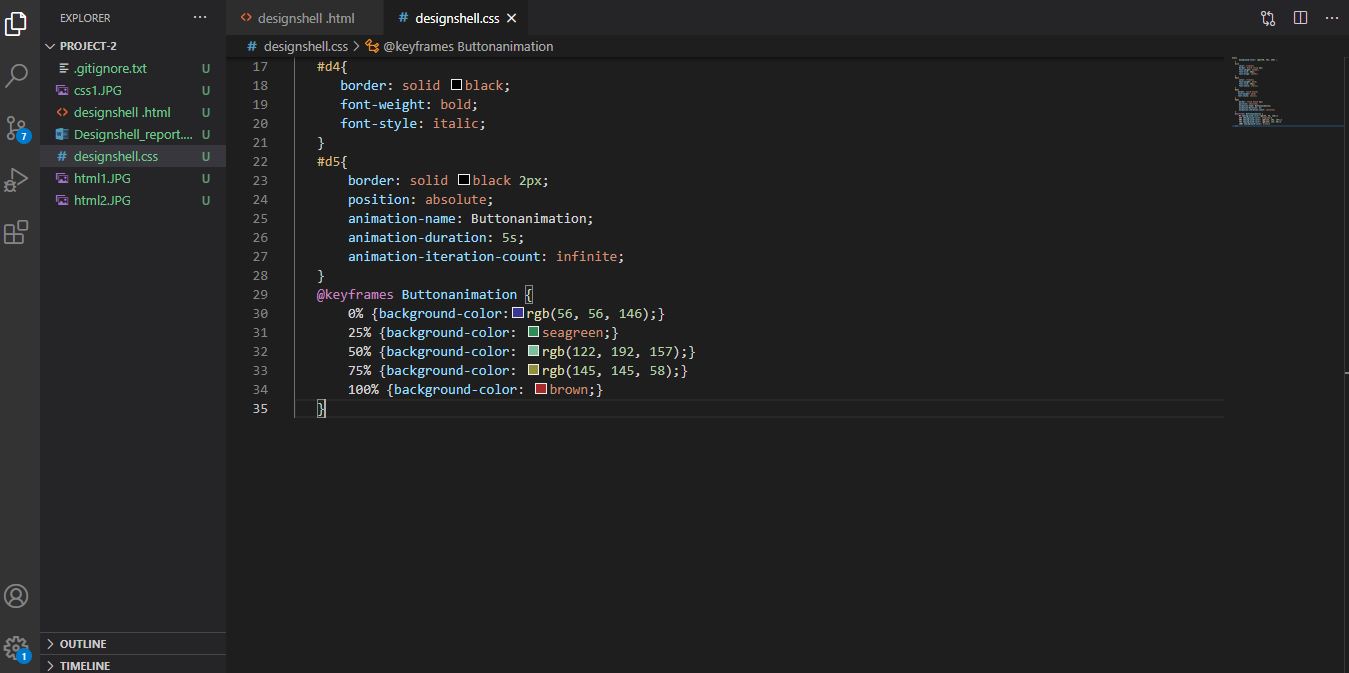 EXPLORER
PROJECT-2
.gitignore.txt U
css1.JPG U
designshell .html U
Designshell_report.... U
designshell.css U
html1.JPG U
html2.JPG U
7
1
OUTLINE
TIMELINE
designshell .html
designshell.css
designshell.css > @keyframes Buttonanimation
17 #d4{
18 border: solid black;
19 font-weight: bold;
20 font-style: italic;
21 }
22 #d5{
23 border: solid black 2px;
24 position: absolute;
25 animation-name: Buttonanimation;
26 animation-duration: 5s;
27 animation-iteration-count: infinite;
28 }
29 @keyframes Buttonanimation {
30 0% {background-color:rgb(56, 56, 146);}
31 25% {background-color: seagreen;}
32 50% {background-color: rgb(122, 192, 157);}
33 75% {background-color: rgb(145, 145, 58);}
34 100% {background-color: brown;}
35 }